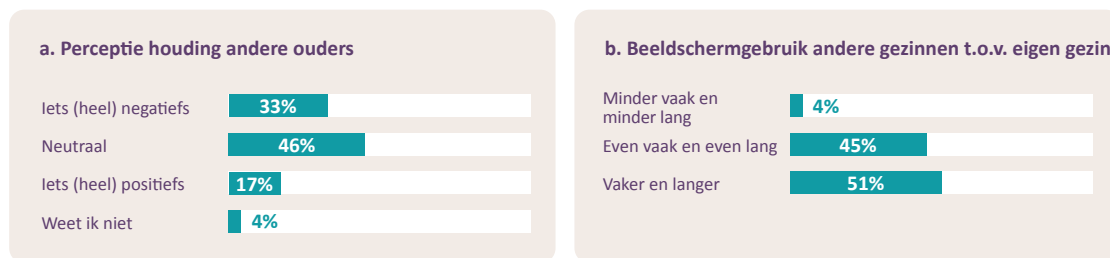 a. Perceptie houding andere ouders
Iets (heel) negatiefs 33%
Neutraal 46%
Iets (heel) positiefs 17%
Weet ik niet 4%
b. Beeldschermgebruik andere gezinnen t.o.v. eigen gezin
Minder vaak en
minder lang 4%
Even vaak en even lang 45%
Vaker en langer 51%